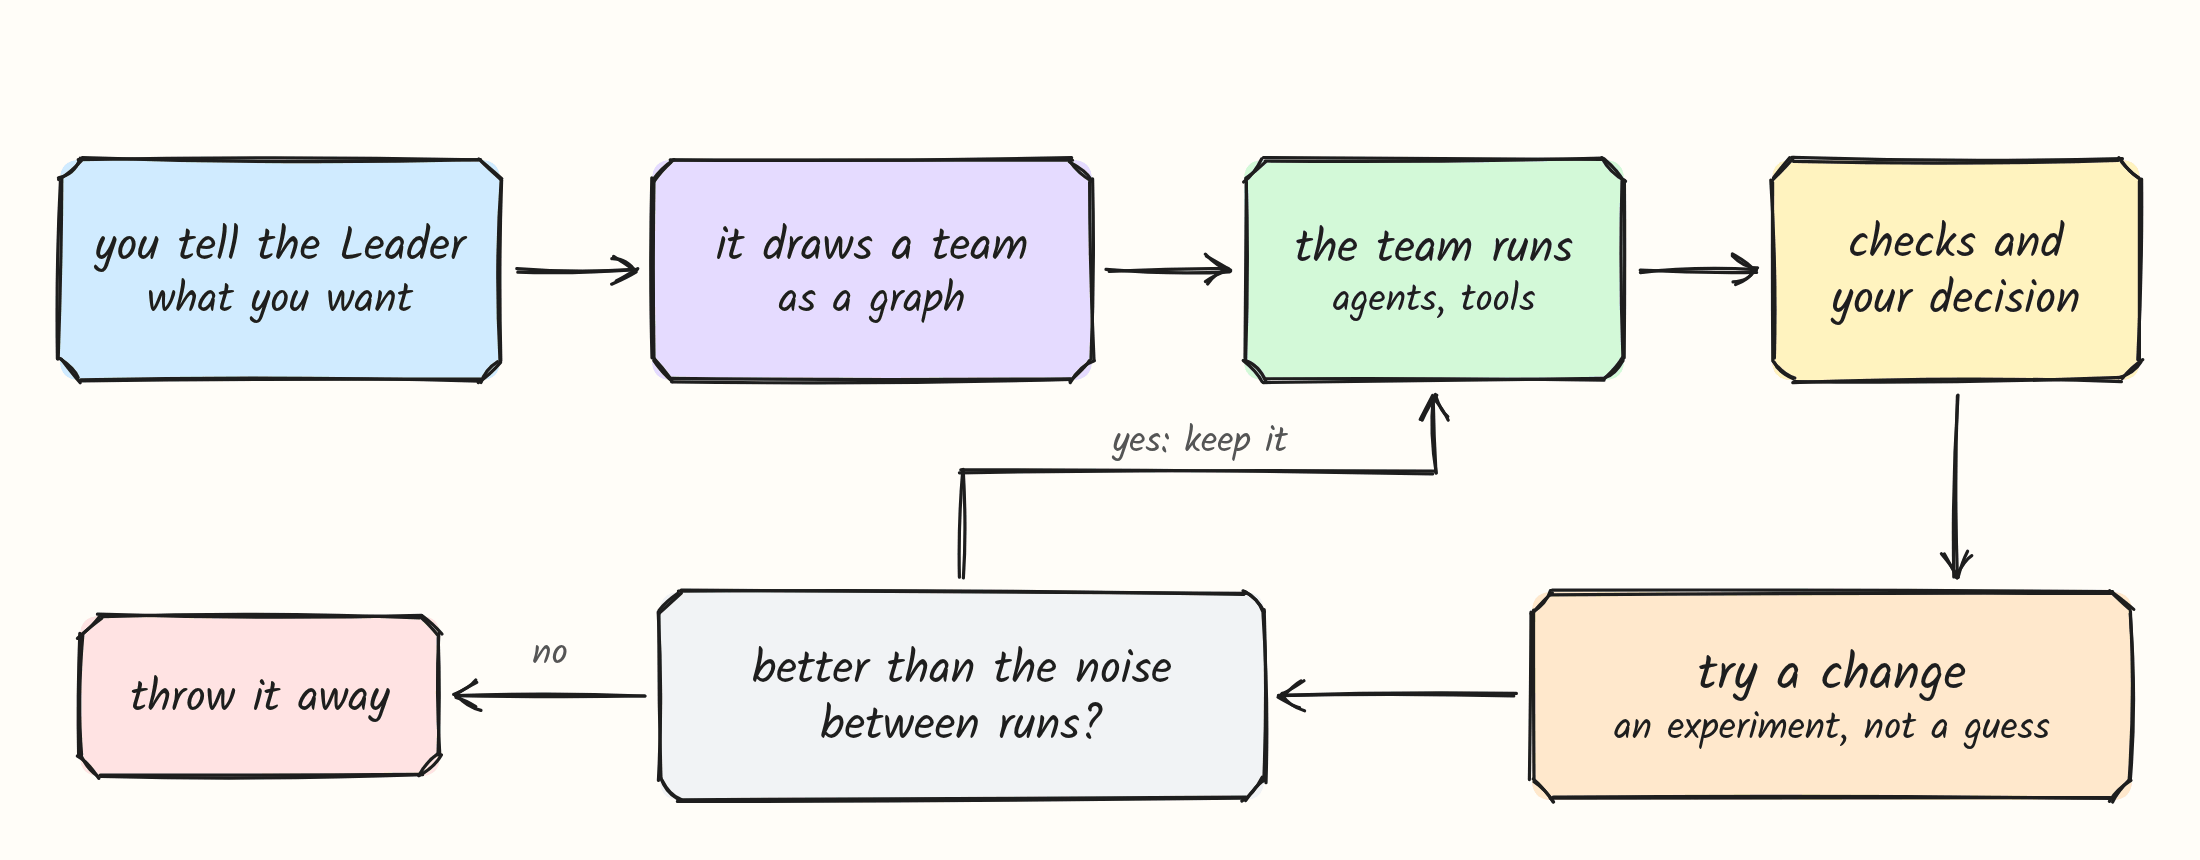 you tell the Leader
what you want
it draws a team
as a graph
the team runs
agents, tools
checks and
your decision
yes: keep it
throw it away
no
better than the noise
between runs?
try a change
an experiment, not a guess